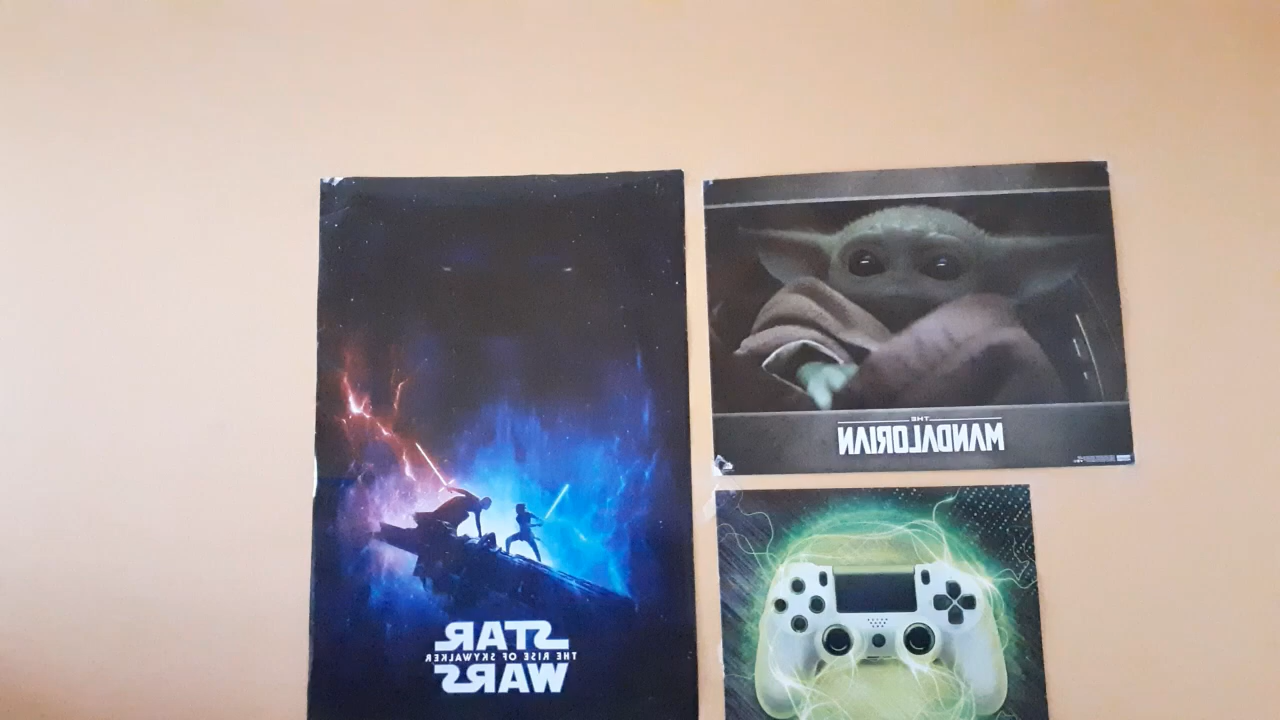 STAR
THE RISE OF SKYWALKER
WARS
THE
MANDALORIAN